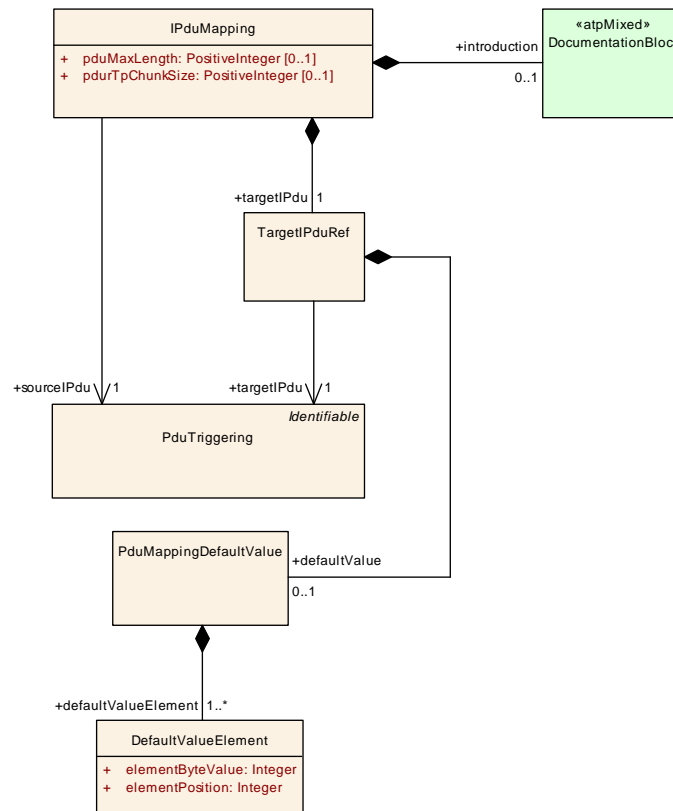 IPduMapping
+ pduMaxLength: PositiveInteger [0..1]
+ pdurTpChunkSize: PositiveInteger [0..1]
«atpMixed»
DocumentationBloc
+introduction
0..1
+targetIPdu 1
TargetIPduRef
+sourceIPdu 1
+targetIPdu 1
Identifiable
PduTriggering
PduMappingDefaultValue
+defaultValue
0..1
+defaultValueElement 1..*
DefaultValueElement
+ elementByteValue: Integer
+ elementPosition: Integer